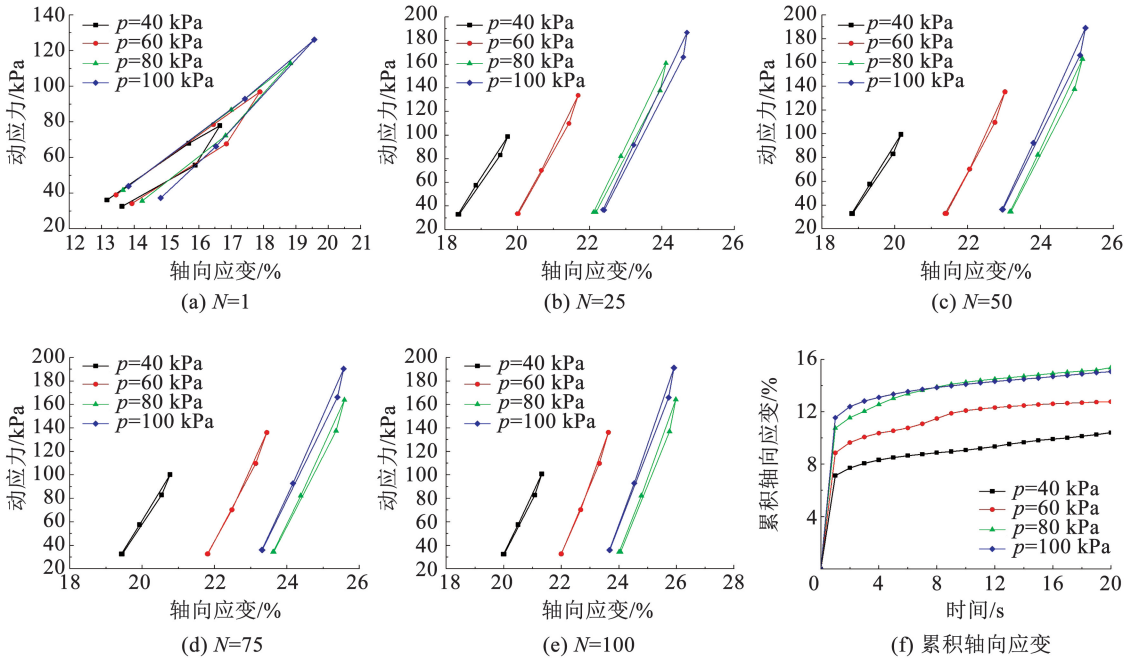 p=40 kPa
p=60 kPa
p=80 kPa
p=100 kPa
动应力/kPa
140
120
100
80
60
40
20
12 13 14 15 16 17 18 19 20 21
轴向应变/%
(a) N=1
p=40 kPa
p=60 kPa
p=80 kPa
p=100 kPa
动应力/kPa
200
180
160
140
120
100
80
60
40
20
18 20 22 24 26
轴向应变/%
(b) N=25
p=40 kPa
p=60 kPa
p=80 kPa
p=100 kPa
动应力/kPa
200
180
160
140
120
100
80
60
40
20
18 20 22 24 26
轴向应变/%
(c) N=50
p=40 kPa
p=60 kPa
p=80 kPa
p=100 kPa
动应力/kPa
200
180
160
140
120
100
80
60
40
20
18 20 22 24 26
轴向应变/%
(d) N=75
p=40 kPa
p=60 kPa
p=80 kPa
p=100 kPa
动应力/kPa
200
180
160
140
120
100
80
60
40
20
18 20 22 24 26 28
轴向应变/%
(e) N=100
累积轴向应变/%
16
12
8
4
p=40 kPa
p=60 kPa
p=80 kPa
p=100 kPa
0 4 8 12 16 20
时间/s
(f) 累积轴向应变